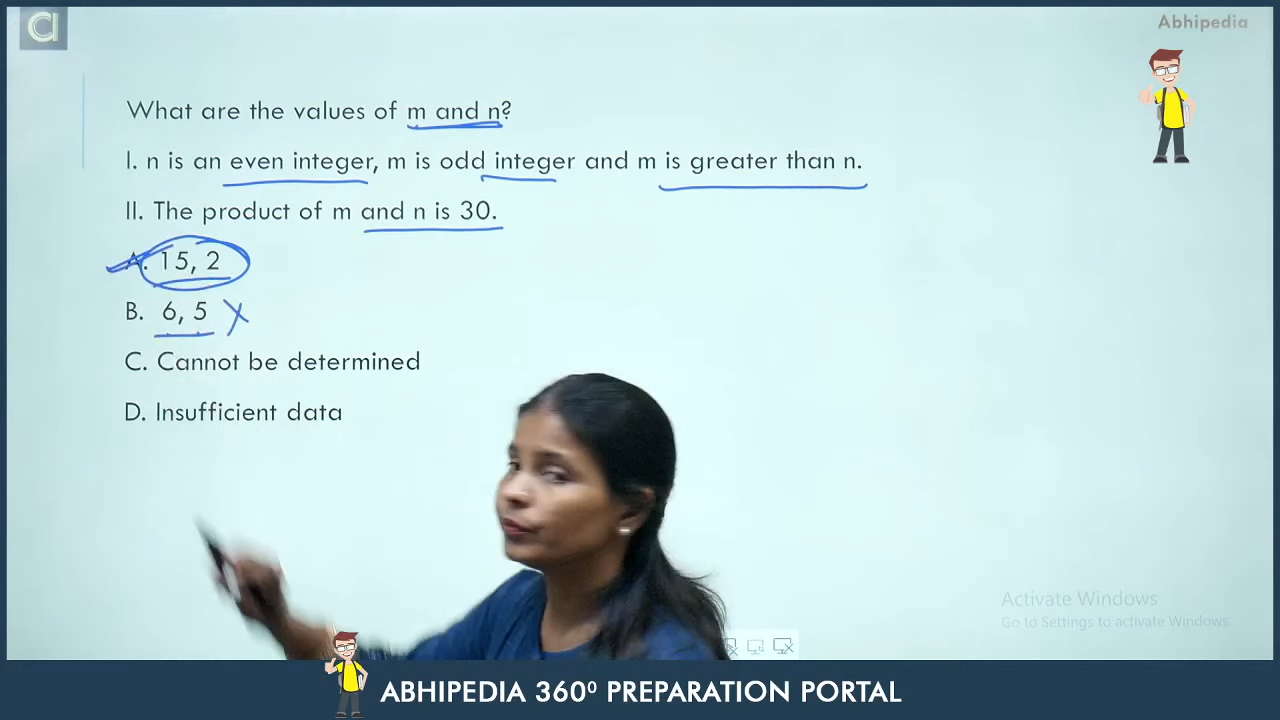 a
Abhipedia
What are the values of m and n?
I. n is an even integer, m is odd integer and m is greater than n.
II. The product of m and n is 30.
A. 15, 2
B. 6, 5 X
C. Cannot be determined
D. Insufficient data
Activate Windows
Go to Settings to activate Windows.
ABHIPEDIA 360⁰ PREPARATION PORTAL